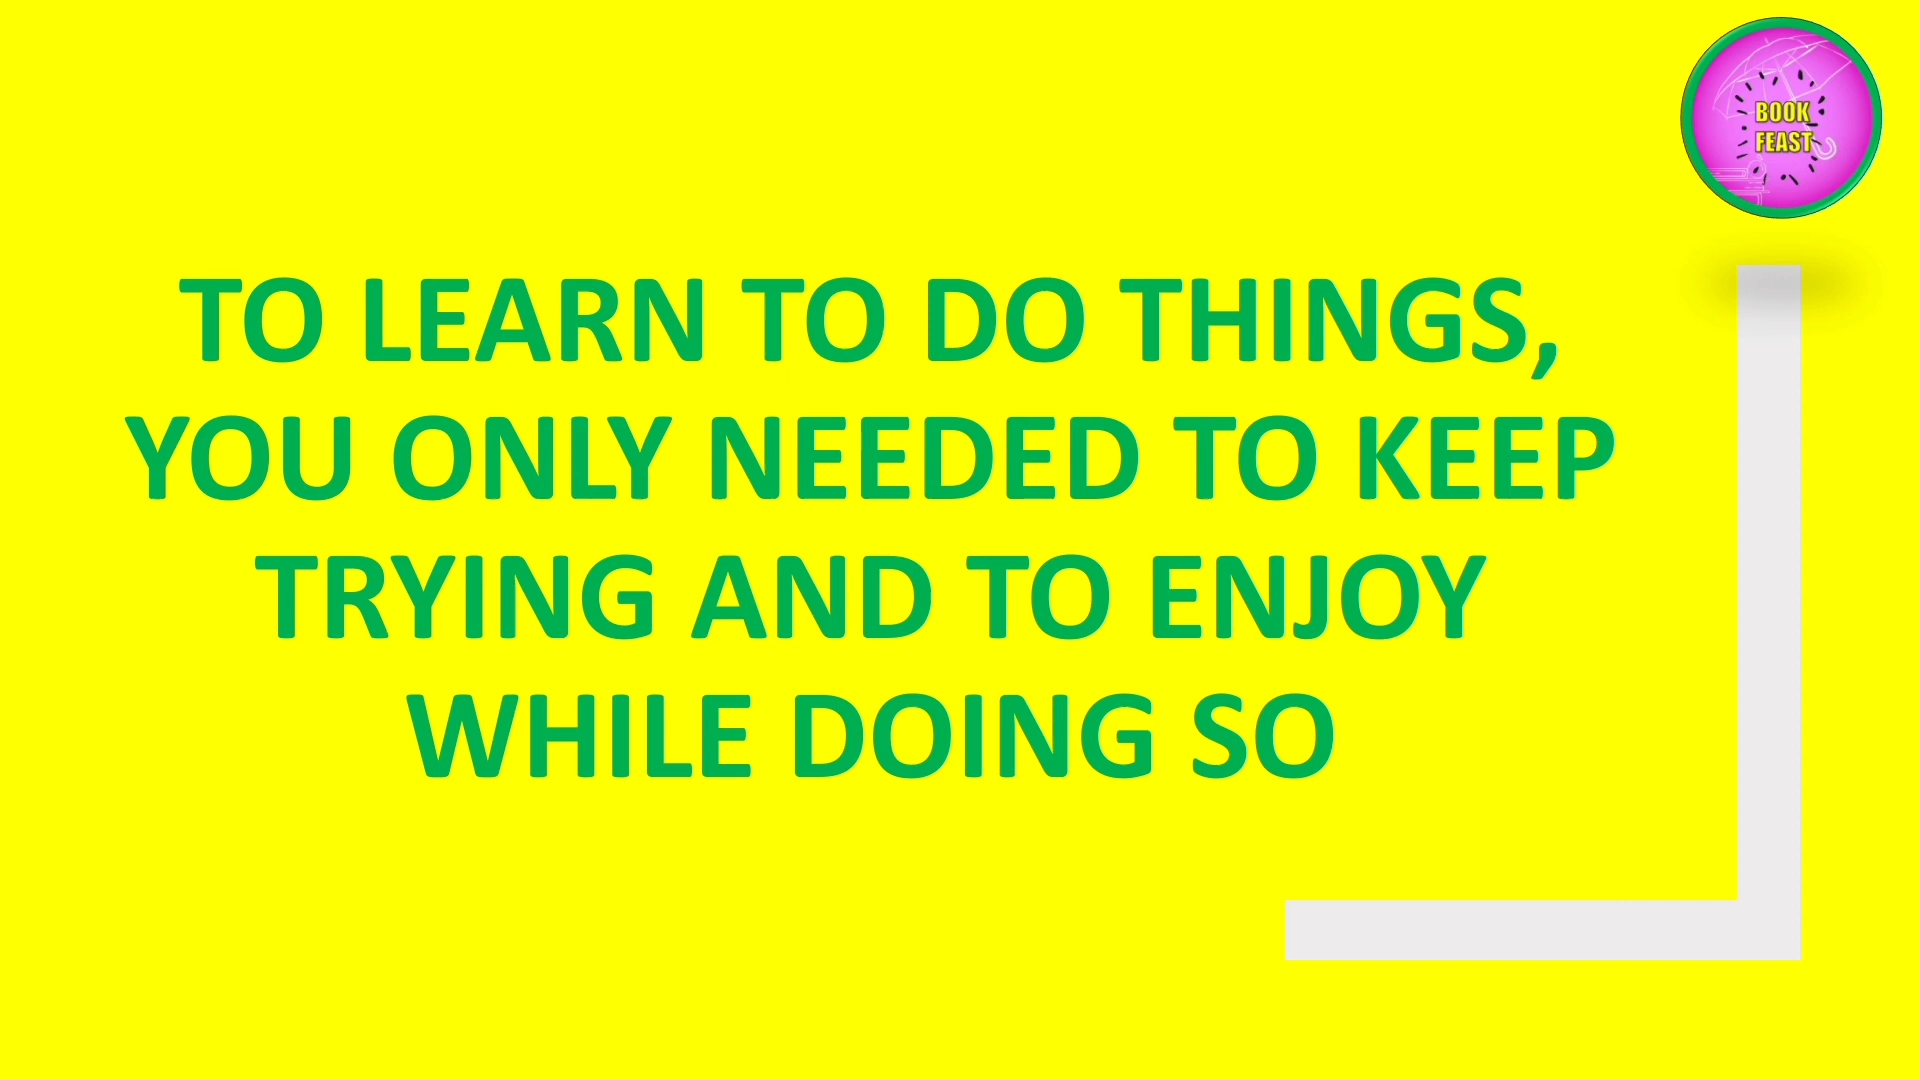 BOOK
FEAST
TO LEARN TO DO THINGS,
YOU ONLY NEEDED TO KEEP
TRYING AND TO ENJOY
WHILE DOING SO